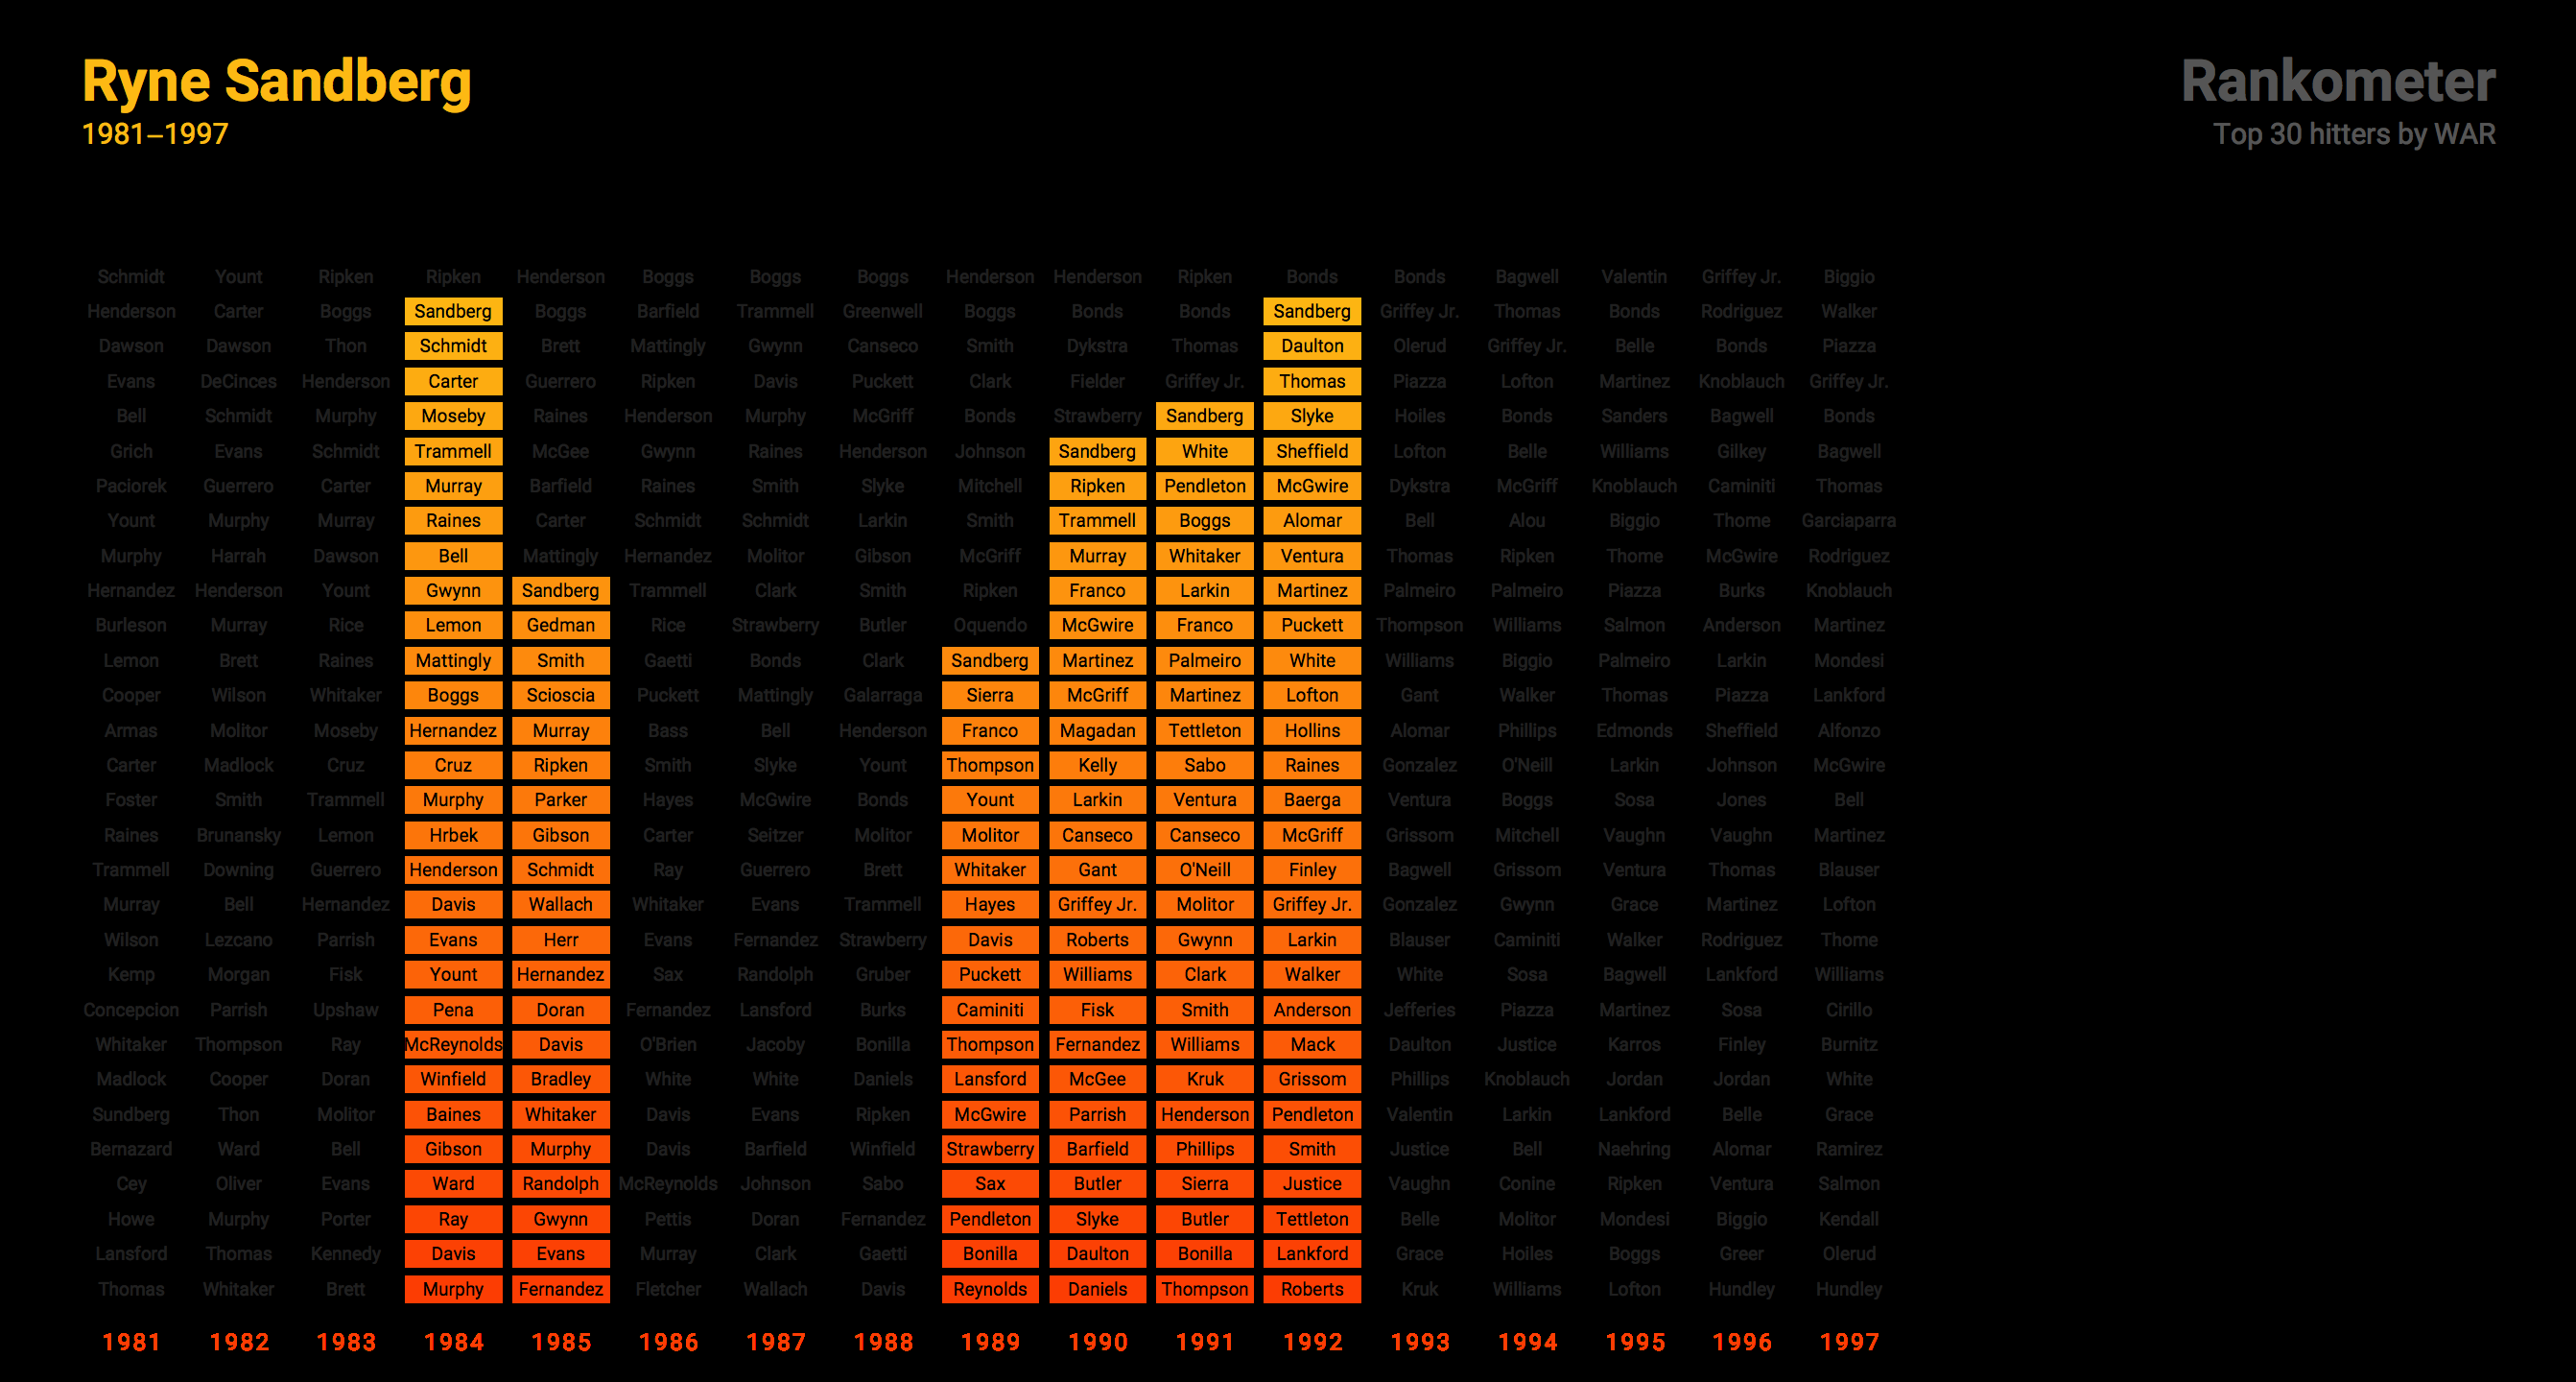 Ryne Sandberg
1981–1997
Rankometer
Top 30 hitters by WAR
Schmidt Yount Ripken Ripken Henderson Boggs Boggs Boggs Henderson Henderson Ripken Bonds Bonds Bagwell Valentin Griffey Jr. Biggio
Henderson Carter Boggs Sandberg Boggs Barfield Trammell Greenwell Boggs Bonds Bonds Sandberg Griffey Jr. Thomas Bonds Rodriguez Walker
Dawson Dawson Thon Schmidt Brett Mattingly Gwynn Canseco Smith Dykstra Thomas Daulton Olerud Griffey Jr. Belle Bonds Piazza
Evans DeCinces Henderson Carter Guerrero Ripken Davis Puckett Clark Fielder Griffey Jr. Thomas Piazza Lofton Martinez Knoblauch Griffey Jr.
Bell Schmidt Murphy Moseby Raines Henderson Murphy McGriff Bonds Strawberry Sandberg Slyke Hoiles Bonds Sanders Bagwell Bonds
Grich Evans Schmidt Trammell McGee Gwynn Raines Henderson Johnson Sandberg White Sheffield Lofton Belle Williams Gilkey Bagwell
Paciorek Guerrero Carter Murray Barfield Raines Smith Slyke Mitchell Ripken Pendleton McGwire Dykstra McGriff Knoblauch Caminiti Thomas
Yount Murphy Murray Raines Carter Schmidt Schmidt Larkin Smith Trammell Boggs Alomar Bell Alou Biggio Thome Garciaparra
Murphy Harrah Dawson Bell Mattingly Hernandez Molitor Gibson McGriff Murray Whitaker Ventura Thomas Ripken Thome McGwire Rodriguez
Hernandez Henderson Yount Gwynn Sandberg Trammell Clark Smith Ripken Franco Larkin Martinez Palmeiro Palmeiro Piazza Burks Knoblauch
Burleson Murray Rice Lemon Gedman Rice Strawberry Butler Oquendo McGwire Franco Puckett Thompson Williams Salmon Anderson Martinez
Lemon Brett Raines Mattingly Smith Gaetti Bonds Clark Sandberg Martinez Palmeiro White Williams Biggio Palmeiro Larkin Mondesi
Cooper Wilson Whitaker Boggs Scioscia Puckett Mattingly Galarraga Sierra McGriff Martinez Lofton Gant Walker Thomas Piazza Lankford
Armas Molitor Moseby Hernandez Murray Bass Bell Henderson Franco Magadan Tettleton Hollins Alomar Phillips Edmonds Sheffield Alfonzo
Carter Madlock Cruz Cruz Ripken Smith Slyke Yount Thompson Kelly Sabo Raines Gonzalez O'Neill Larkin Johnson McGwire
Foster Smith Trammell Murphy Parker Hayes McGwire Bonds Yount Larkin Ventura Baerga Ventura Boggs Sosa Jones Bell
Raines Brunansky Lemon Hrbek Gibson Carter Seitzer Molitor Molitor Canseco Canseco McGriff Grissom Mitchell Vaughn Vaughn Martinez
Trammell Downing Guerrero Henderson Schmidt Ray Guerrero Brett Whitaker Gant O'Neill Finley Bagwell Grissom Ventura Thomas Blauser
Murray Bell Hernandez Davis Wallach Whitaker Evans Trammell Hayes Griffey Jr. Molitor Griffey Jr. Gonzalez Gwynn Grace Martinez Lofton
Wilson Lezcano Parrish Evans Herr Evans Fernandez Strawberry Davis Roberts Gwynn Larkin Blauser Caminiti Walker Rodriguez Thome
Kemp Morgan Fisk Yount Hernandez Sax Randolph Gruber Puckett Williams Clark Walker White Sosa Bagwell Lankford Williams
Concepcion Parrish Upshaw Pena Doran Fernandez Lansford Burks Caminiti Fisk Smith Anderson Jefferies Piazza Martinez Sosa Cirillo
Whitaker Thompson Ray McReynolds Davis O'Brien Jacoby Bonilla Thompson Fernandez Williams Mack Daulton Justice Karros Finley Burnitz
Madlock Cooper Doran Winfield Bradley White White Daniels Lansford McGee Kruk Grissom Phillips Knoblauch Jordan Jordan White
Sundberg Thon Molitor Baines Whitaker Davis Evans Ripken McGwire Parrish Henderson Pendleton Valentin Larkin Lankford Belle Grace
Bernazard Ward Bell Gibson Murphy Davis Barfield Winfield Strawberry Barfield Phillips Smith Justice Bell Naehring Alomar Ramirez
Cey Oliver Evans Ward Randolph McReynolds Johnson Sabo Sax Butler Sierra Justice Vaughn Conine Ripken Ventura Salmon
Howe Murphy Porter Ray Gwynn Pettis Doran Fernandez Pendleton Slyke Butler Tettleton Belle Molitor Mondesi Biggio Kendall
Lansford Thomas Kennedy Davis Evans Murray Clark Gaetti Bonilla Daulton Bonilla Lankford Grace Hoiles Boggs Greer Olerud
Thomas Whitaker Brett Murphy Fernandez Fletcher Wallach Davis Reynolds Daniels Thompson Roberts Kruk Williams Lofton Hundley Hundley
1981 1982 1983 1984 1985 1986 1987 1988 1989 1990 1991 1992 1993 1994 1995 1996 1997